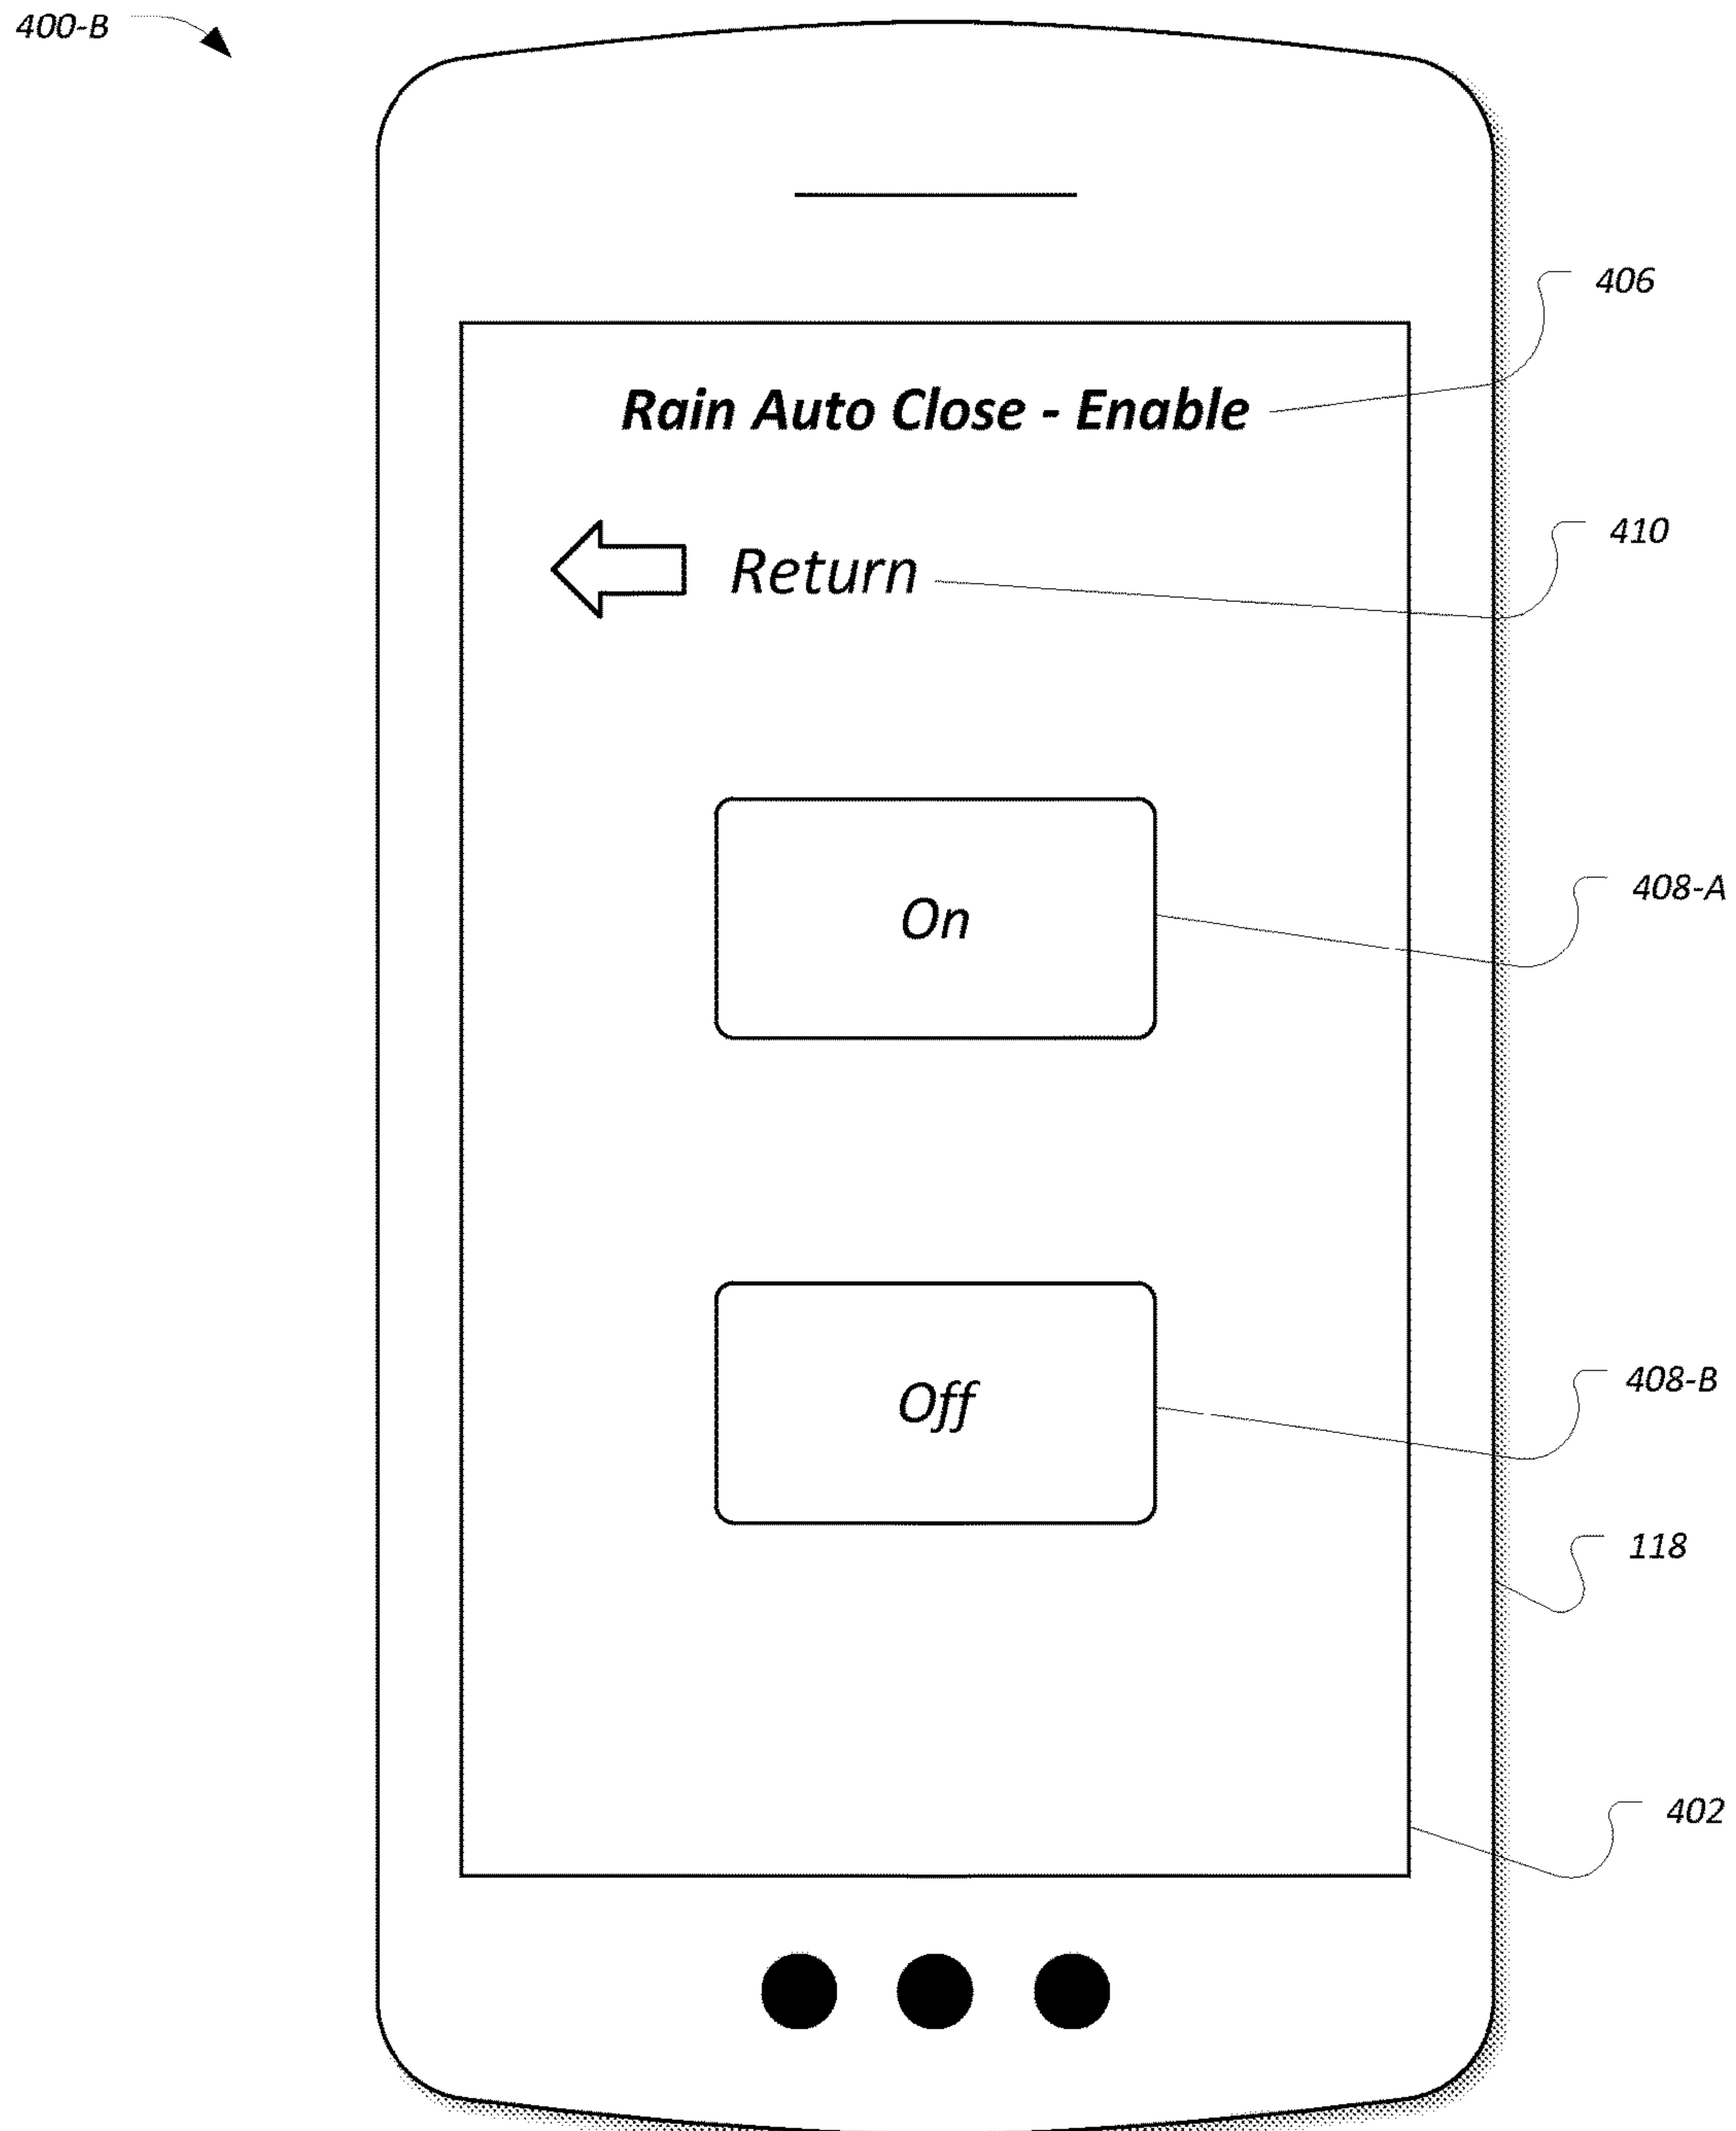 400-B
406
Rain Auto Close - Enable
410
Return
408-A
On
408-B
Off
118
402